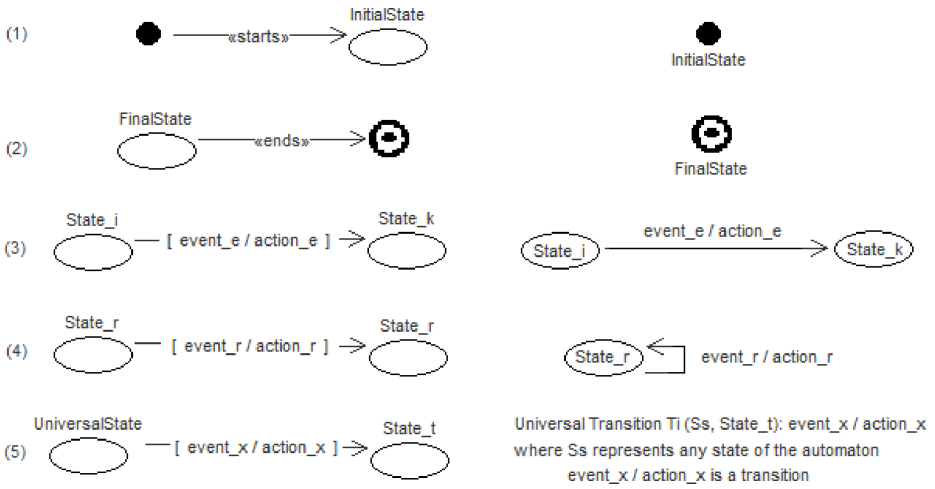 (1)
«starts»
InitialState
InitialState
(2)
FinalState
«ends»
FinalState
(3)
State_i
[ event_e / action_e ]
State_k
State_i
event_e / action_e
State_k
(4)
State_r
[ event_r / action_r ]
State_r
State_r
event_r / action_r
(5)
UniversalState
[ event_x / action_x ]
State_t
Universal Transition Ti (Ss, State_t): event_x / action_x
where Ss represents any state of the automaton
event_x / action_x is a transition